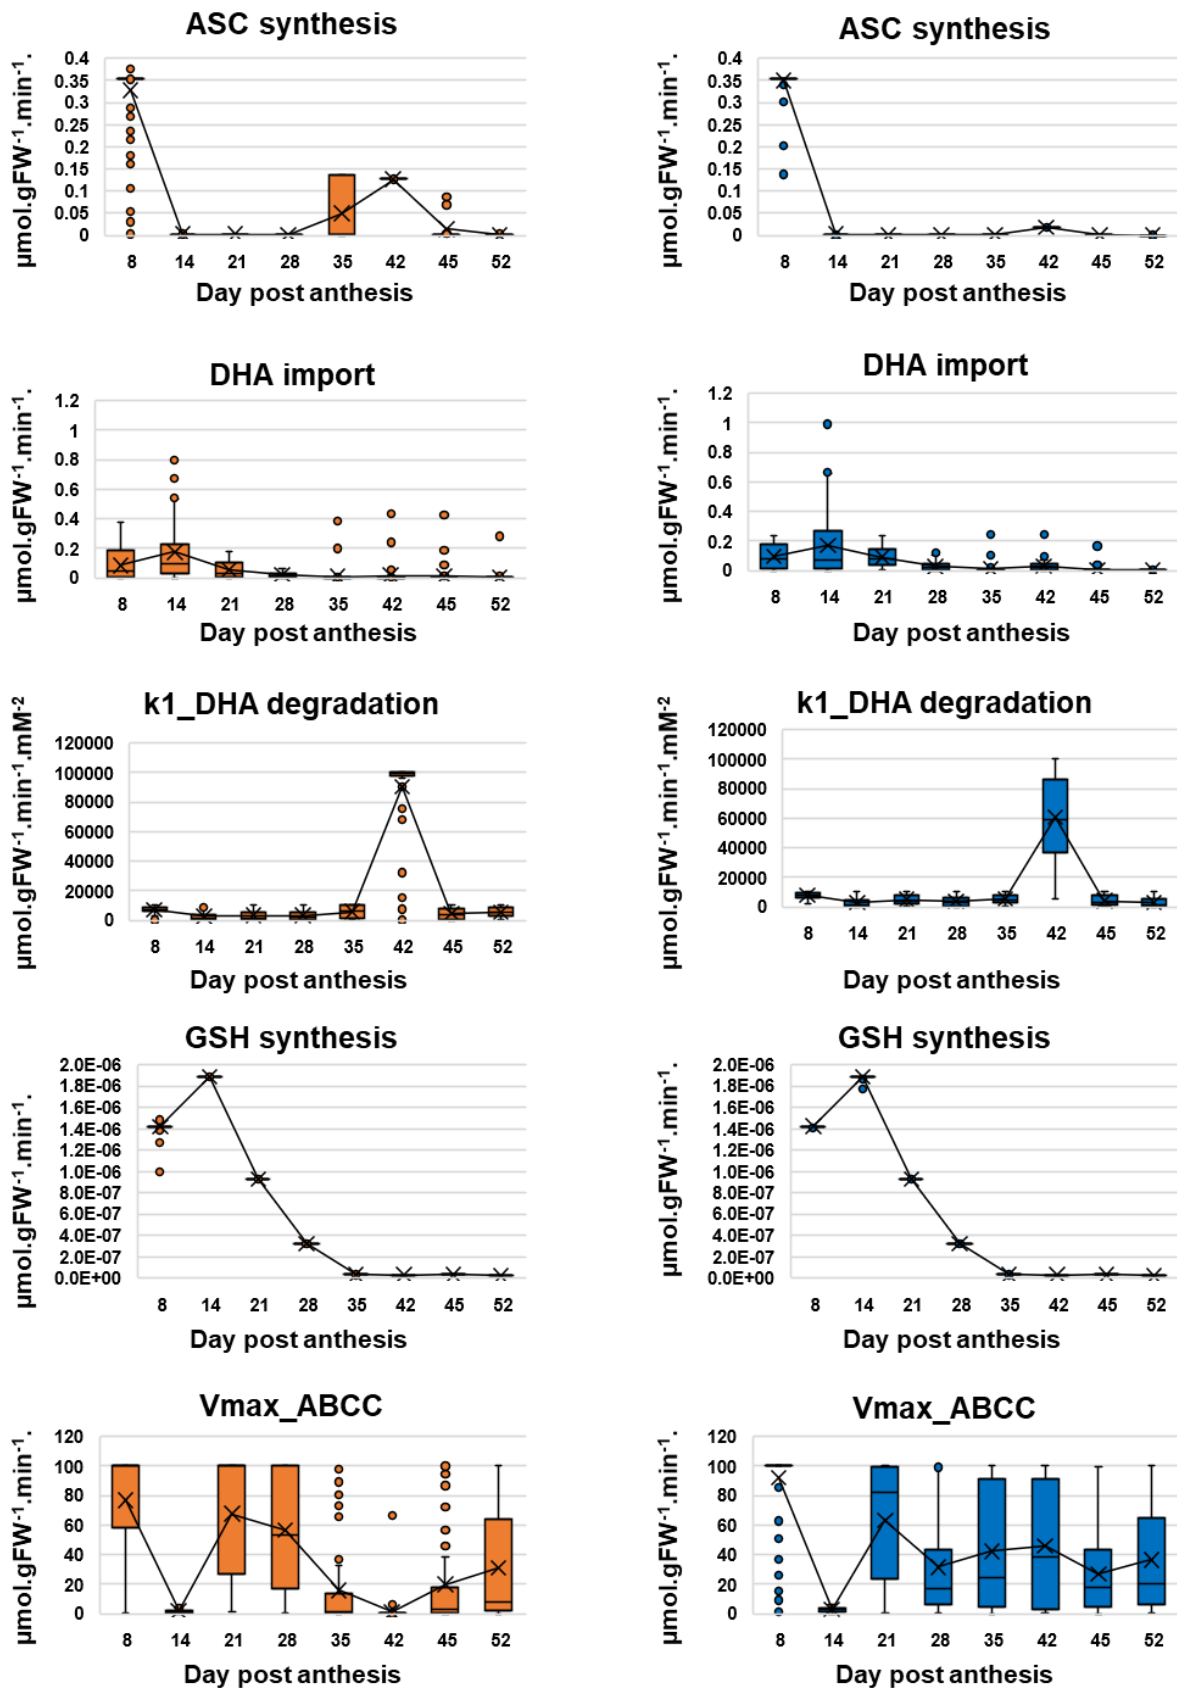 ASC synthesis
µmol.gFW⁻¹.min⁻¹.
0.4
0.35
0.3
0.25
0.2
0.15
0.1
0.05
0
8 14 21 28 35 42 45 52
Day post anthesis
ASC synthesis
µmol.gFW⁻¹.min⁻¹.
0.4
0.35
0.3
0.25
0.2
0.15
0.1
0.05
0
8 14 21 28 35 42 45 52
Day post anthesis
DHA import
µmol.gFW⁻¹.min⁻¹.
1.2
1
0.8
0.6
0.4
0.2
0
8 14 21 28 35 42 45 52
Day post anthesis
DHA import
µmol.gFW⁻¹.min⁻¹.
1.2
1
0.8
0.6
0.4
0.2
0
8 14 21 28 35 42 45 52
Day post anthesis
k1_DHA degradation
µmol.gFW⁻¹.min⁻¹.mM⁻²
120000
100000
80000
60000
40000
20000
0
8 14 21 28 35 42 45 52
Day post anthesis
k1_DHA degradation
µmol.gFW⁻¹.min⁻¹.mM⁻²
120000
100000
80000
60000
40000
20000
0
8 14 21 28 35 42 45 52
Day post anthesis
GSH synthesis
µmol.gFW⁻¹.min⁻¹.
2.0E-06
1.8E-06
1.6E-06
1.4E-06
1.2E-06
1.0E-06
8.0E-07
6.0E-07
4.0E-07
2.0E-07
0.0E+00
8 14 21 28 35 42 45 52
Day post anthesis
GSH synthesis
µmol.gFW⁻¹.min⁻¹.
2.0E-06
1.8E-06
1.6E-06
1.4E-06
1.2E-06
1.0E-06
8.0E-07
6.0E-07
4.0E-07
2.0E-07
0.0E+00
8 14 21 28 35 42 45 52
Day post anthesis
Vmax_ABCC
µmol.gFW⁻¹.min⁻¹.
120
100
80
60
40
20
0
8 14 21 28 35 42 45 52
Day post anthesis
Vmax_ABCC
µmol.gFW⁻¹.min⁻¹.
120
100
80
60
40
20
0
8 14 21 28 35 42 45 52
Day post anthesis